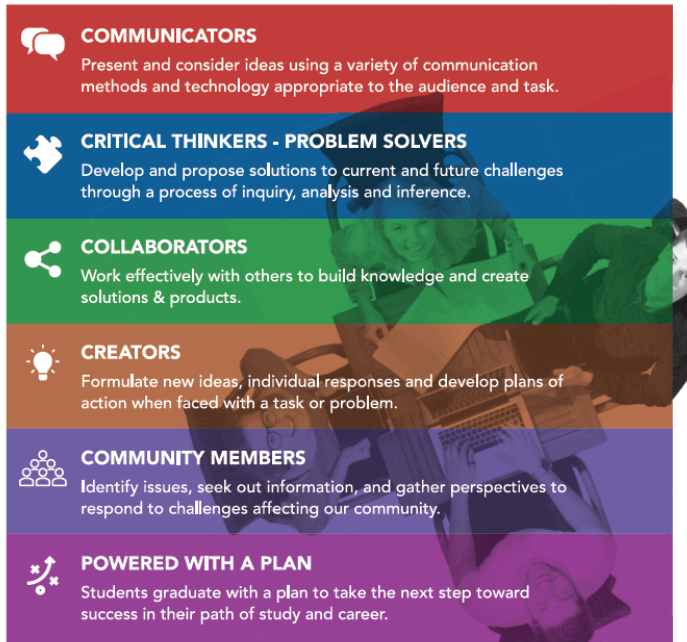 COMMUNICATORS
Present and consider ideas using a variety of communication
methods and technology appropriate to the audience and task.
CRITICAL THINKERS - PROBLEM SOLVERS
Develop and propose solutions to current and future challenges
through a process of inquiry, analysis and inference.
COLLABORATORS
Work effectively with others to build knowledge and create
solutions & products.
CREATORS
Formulate new ideas, individual responses and develop plans of
action when faced with a task or problem.
COMMUNITY MEMBERS
Identify issues, seek out information, and gather perspectives to
respond to challenges affecting our community.
POWERED WITH A PLAN
Students graduate with a plan to take the next step toward
success in their path of study and career.